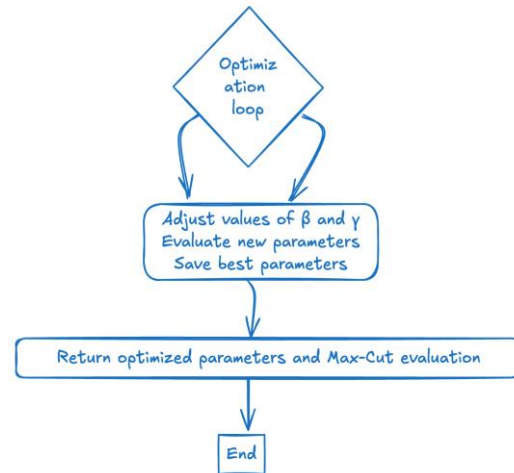 Optimiz
ation
loop
Adjust values of β and γ
Evaluate new parameters
Save best parameters
Return optimized parameters and Max-Cut evaluation
End